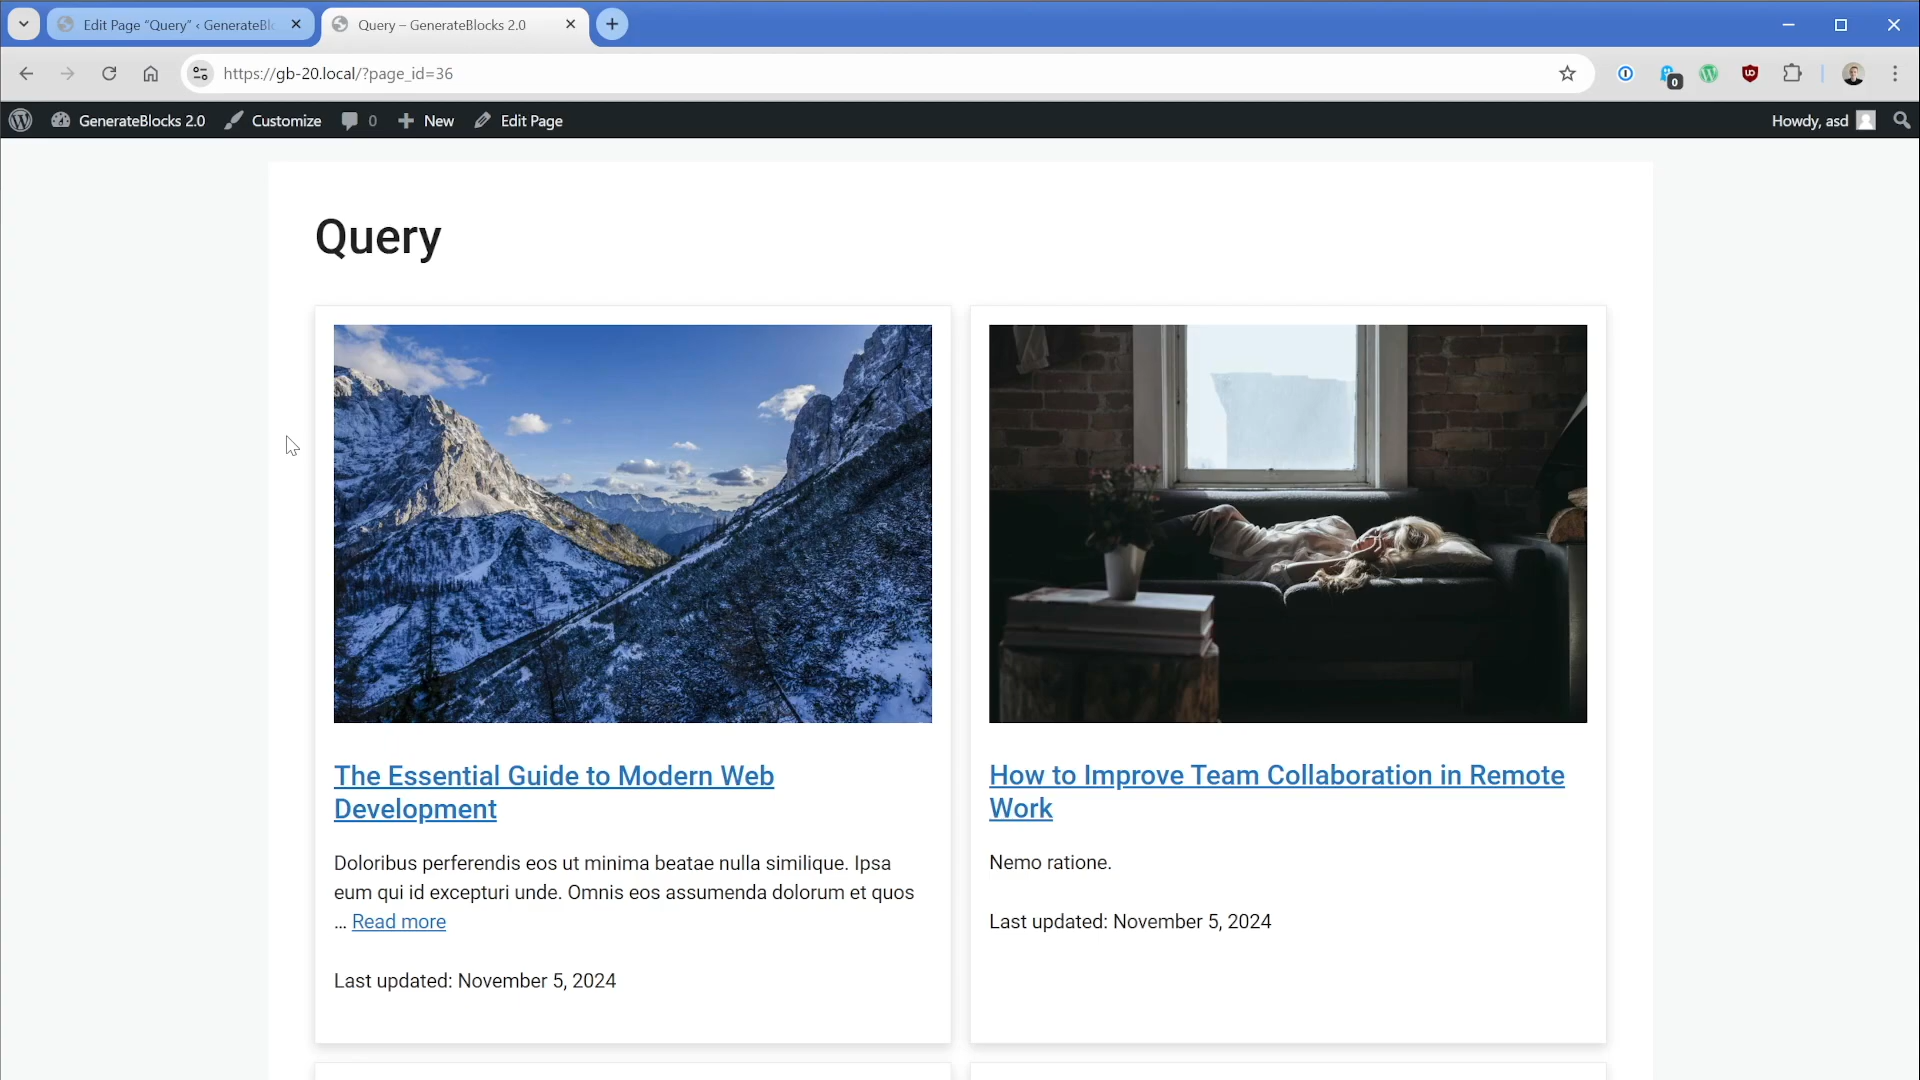 Edit Page “Query” ‹ GenerateBl
Query – GenerateBlocks 2.0
https://gb-20.local/?page_id=36
0
GenerateBlocks 2.0
Customize
0
New
Edit Page
Howdy, asd
Query
The Essential Guide to Modern Web
Development
Doloribus perferendis eos ut minima beatae nulla similique. Ipsa
eum qui id excepturi unde. Omnis eos assumenda dolorum et quos
... Read more
Last updated: November 5, 2024
How to Improve Team Collaboration in Remote
Work
Nemo ratione.
Last updated: November 5, 2024